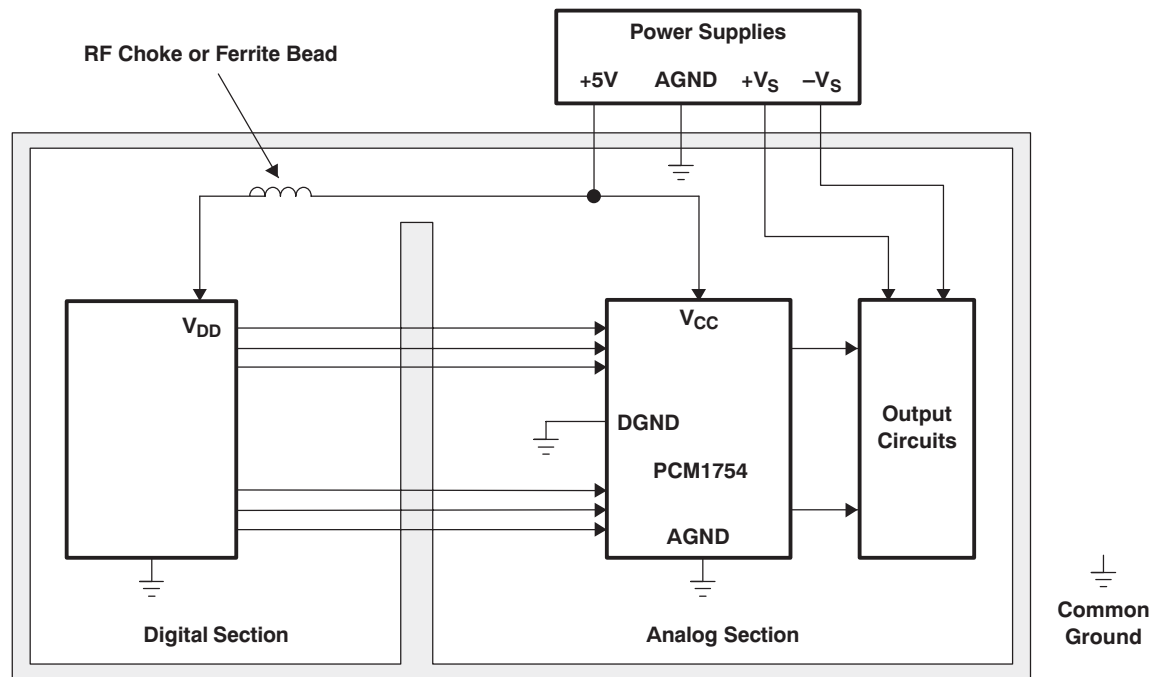 Power Supplies
+5V AGND +VS –VS
RF Choke or Ferrite Bead
VDD
VCC
DGND
PCM1754
AGND
Output
Circuits
Digital Section
Analog Section
Common
Ground